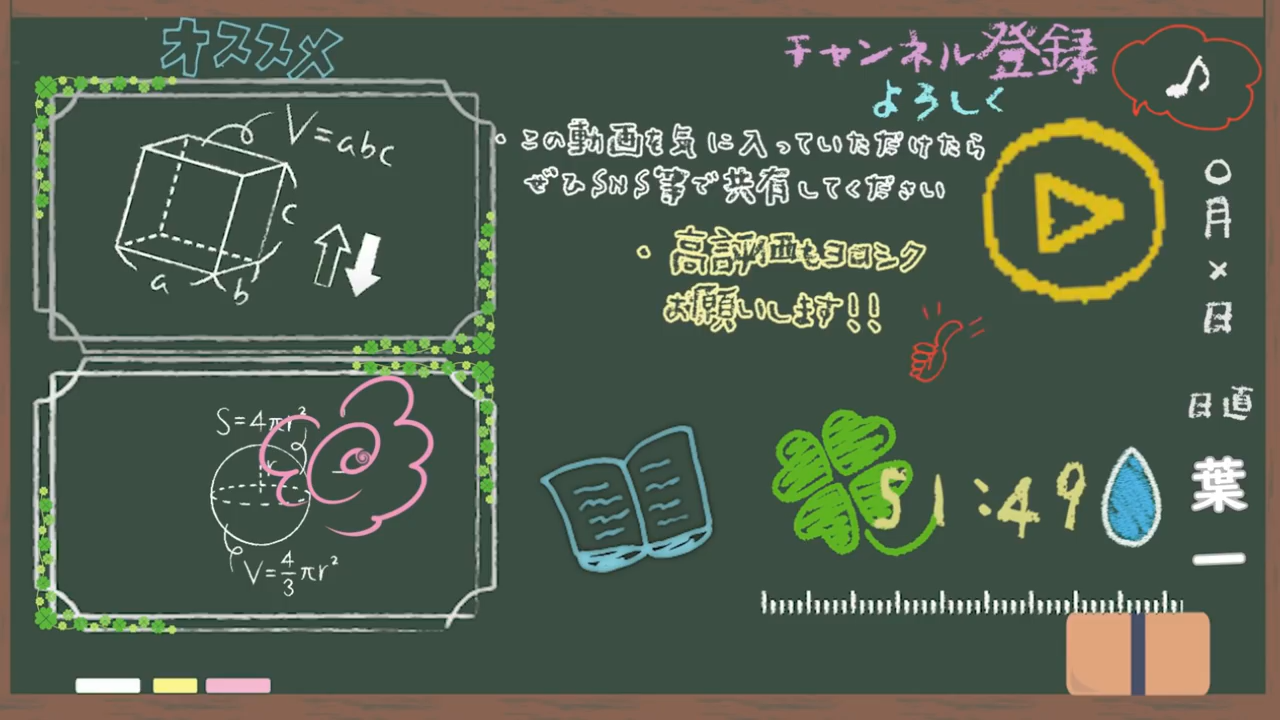 オススメ
V=abc
c
a
b
S=4πr²
r
V=4/3πr²
チャンネル登録
よろしく
・この動画を気に入っていただけたら
ぜひSNS等で共有してください
・高評価もヨロシク
お願いします!!
51:49
○月×日
日直
葉一